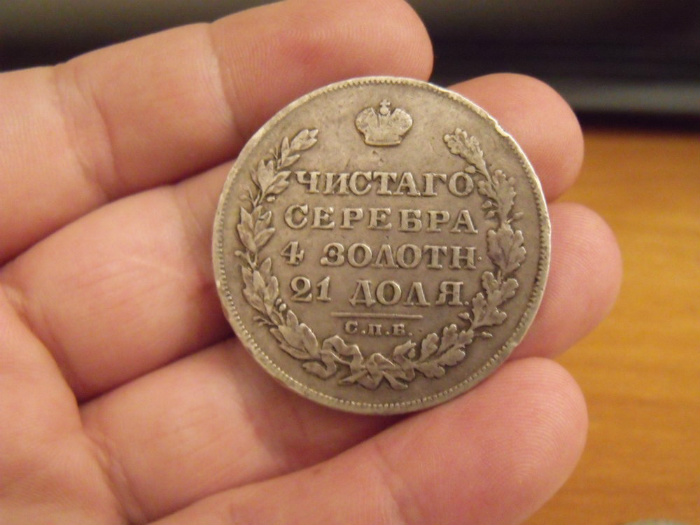 ЧИСТАГО
СЕРЕБРА
4 ЗОЛОТН.
21 ДОЛЯ.
С.П.Б.